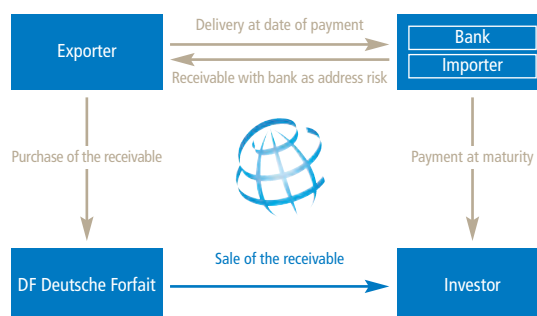 Delivery at date of payment
Exporter
Bank
Importer
Receivable with bank as address risk
Purchase of the receivable
Payment at maturity
Sale of the receivable
DF Deutsche Forfait
Investor